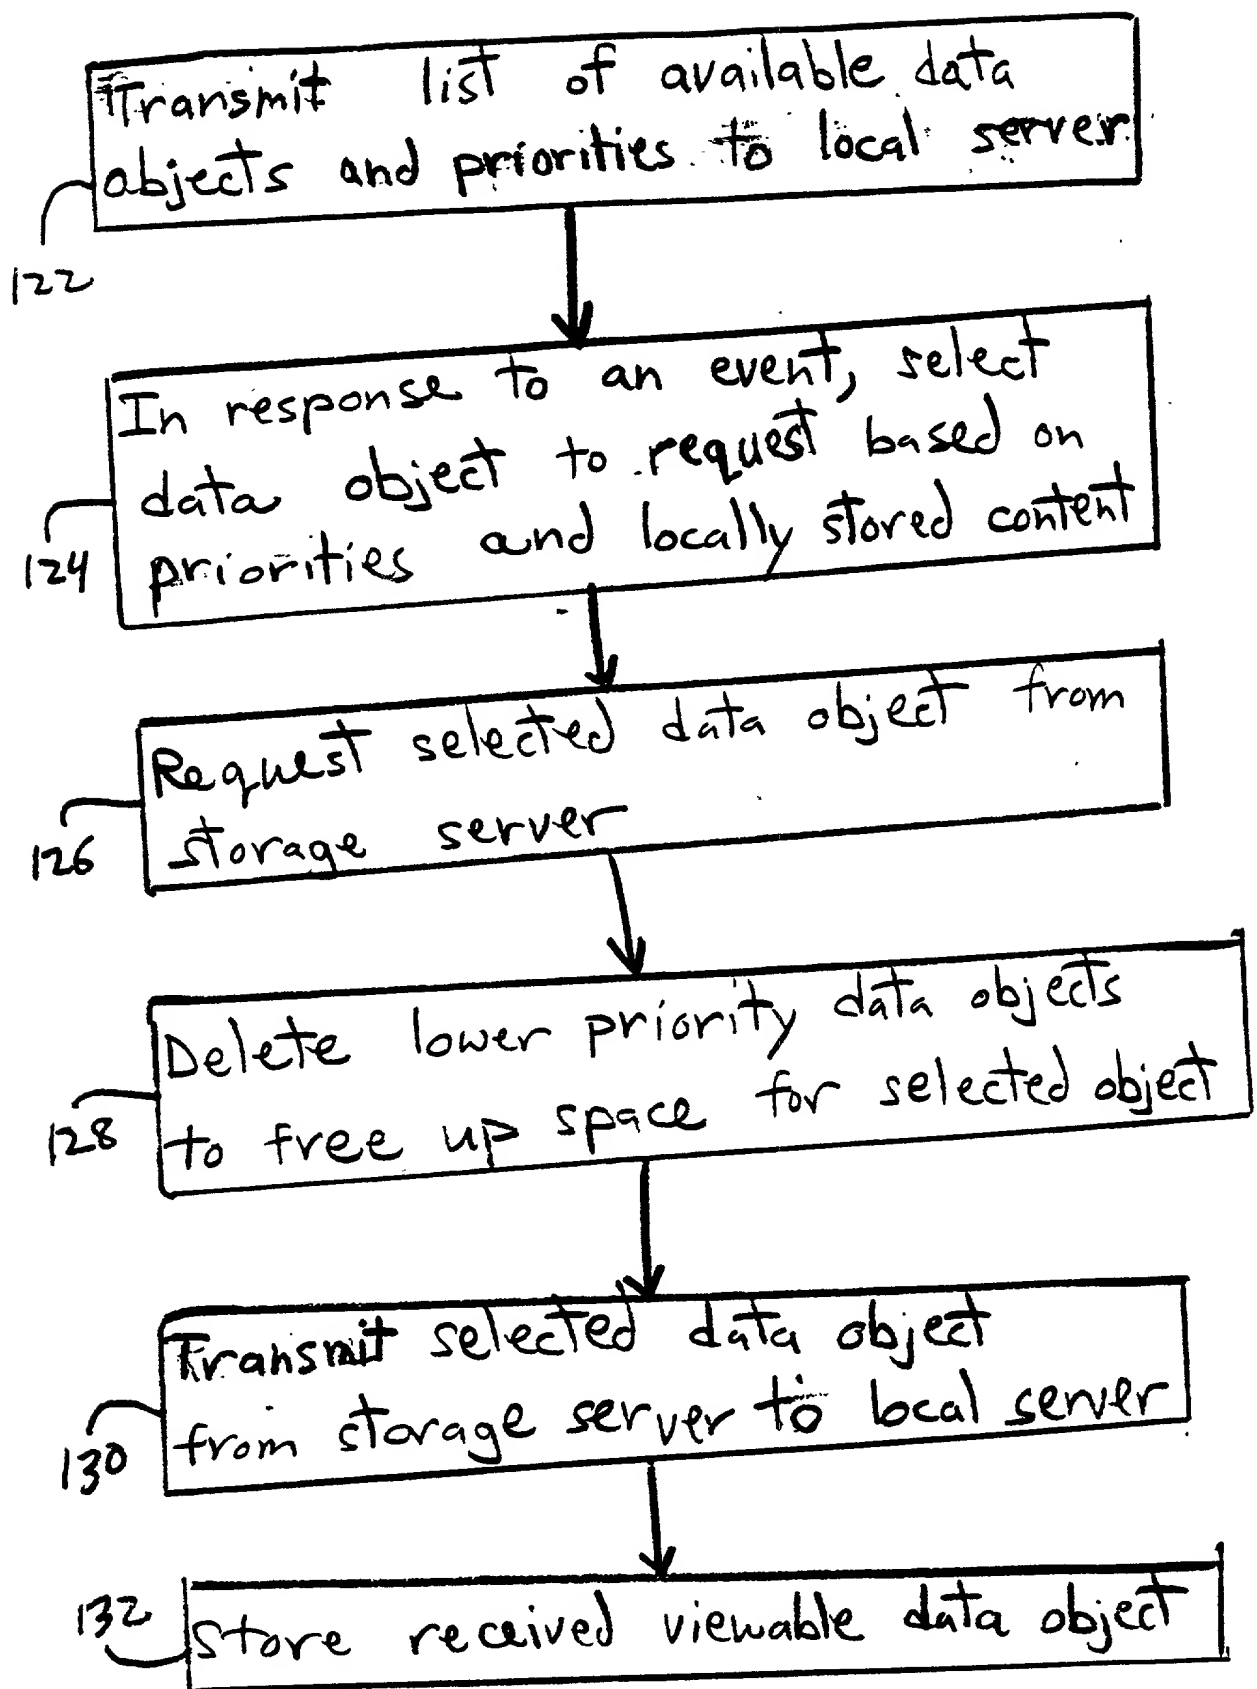 Transmit list of available data
objects and priorities to local server
122
In response to an event, select
data object to request based on
priorities and locally stored content
124
Request selected data object from
storage server
126
Delete lower priority data objects
to free up space for selected object
128
Transmit selected data object
from storage server to local server
130
132
Store received viewable data object